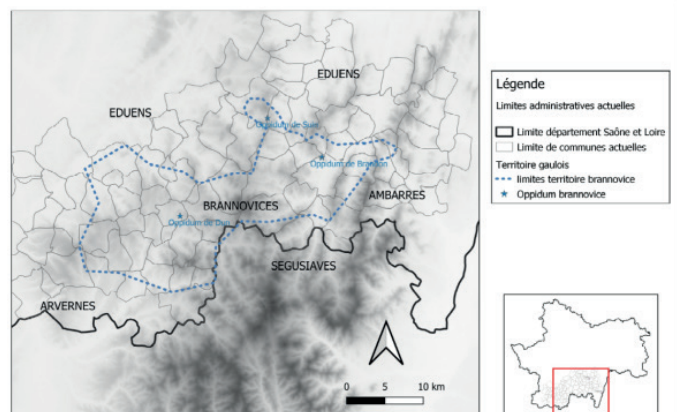 EDUENS
EDUENS
Oppidum de Suin
Oppidum de Brandon
BRANNOVICES
AMBARRES
Oppidum de Dun
SEGUSIAVES
ARVERNES
0 5 10 km
Légende
Limites administratives actuelles
Limite département Saône et Loire
Limite de communes actuelles
Territoire gaulois
limites territoire brannovice
Oppidum brannovice